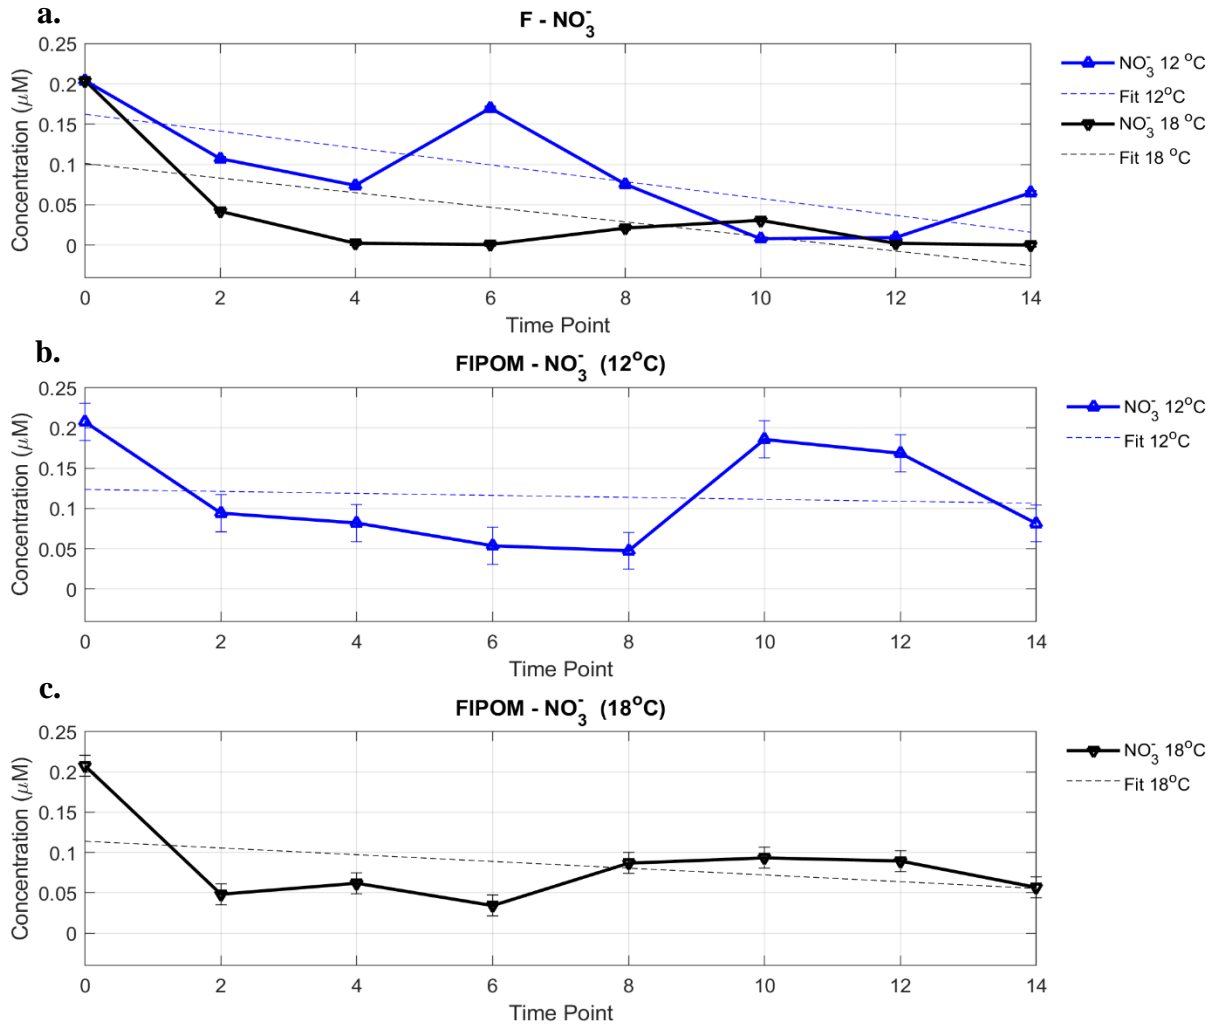 a.
F - NO₃⁻
Concentration (μM)
0.25
0.2
0.15
0.1
0.05
0
0 2 4 6 8 10 12 14
Time Point
NO₃⁻ 12 °C
Fit 12°C
NO₃⁻ 18 °C
Fit 18 °C
b.
FIPOM - NO₃⁻ (12°C)
Concentration (μM)
0.25
0.2
0.15
0.1
0.05
0
0 2 4 6 8 10 12 14
Time Point
NO₃⁻ 12°C
Fit 12°C
c.
FIPOM - NO₃⁻ (18°C)
Concentration (μM)
0.25
0.2
0.15
0.1
0.05
0
0 2 4 6 8 10 12 14
Time Point
NO₃⁻ 18°C
Fit 18°C